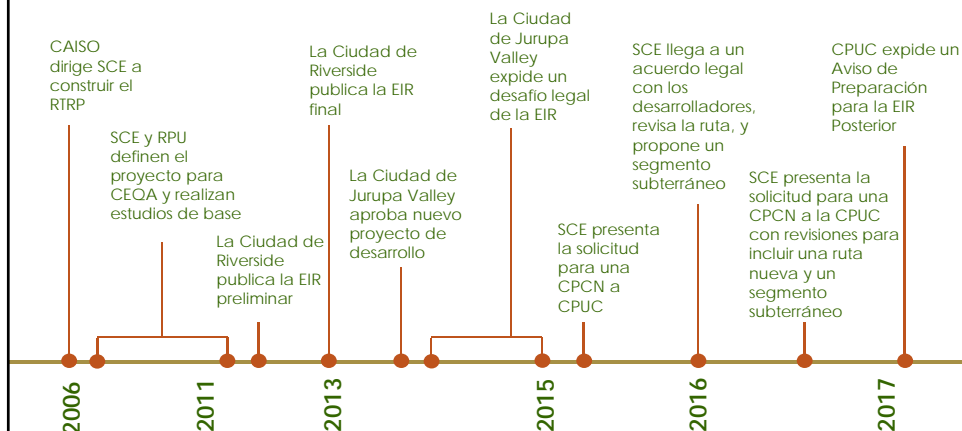 CAISO
dirige SCE a
construir el
RTRP
SCE y RPU
definen el
proyecto para
CEQA y realizan
estudios de base
La Ciudad de
Riverside
publica la EIR
preliminar
La Ciudad de
Riverside
publica la EIR
final
La Ciudad de
Jurupa Valley
aproba nuevo
proyecto de
desarrollo
La Ciudad
de Jurupa
Valley
expide un
desafío legal
de la EIR
SCE presenta
la solicitud
para una
CPCN a
CPUC
SCE llega a un
acuerdo legal
con los
desarrolladores,
revisa la ruta, y
propone un
segmento
subterráneo
SCE presenta la
solicitud para una
CPCN a la CPUC
con revisiones para
incluir una ruta
nueva y un
segmento
subterráneo
CPUC expide un
Aviso de
Preparación
para la EIR
Posterior
2006
2011
2013
2015
2016
2017